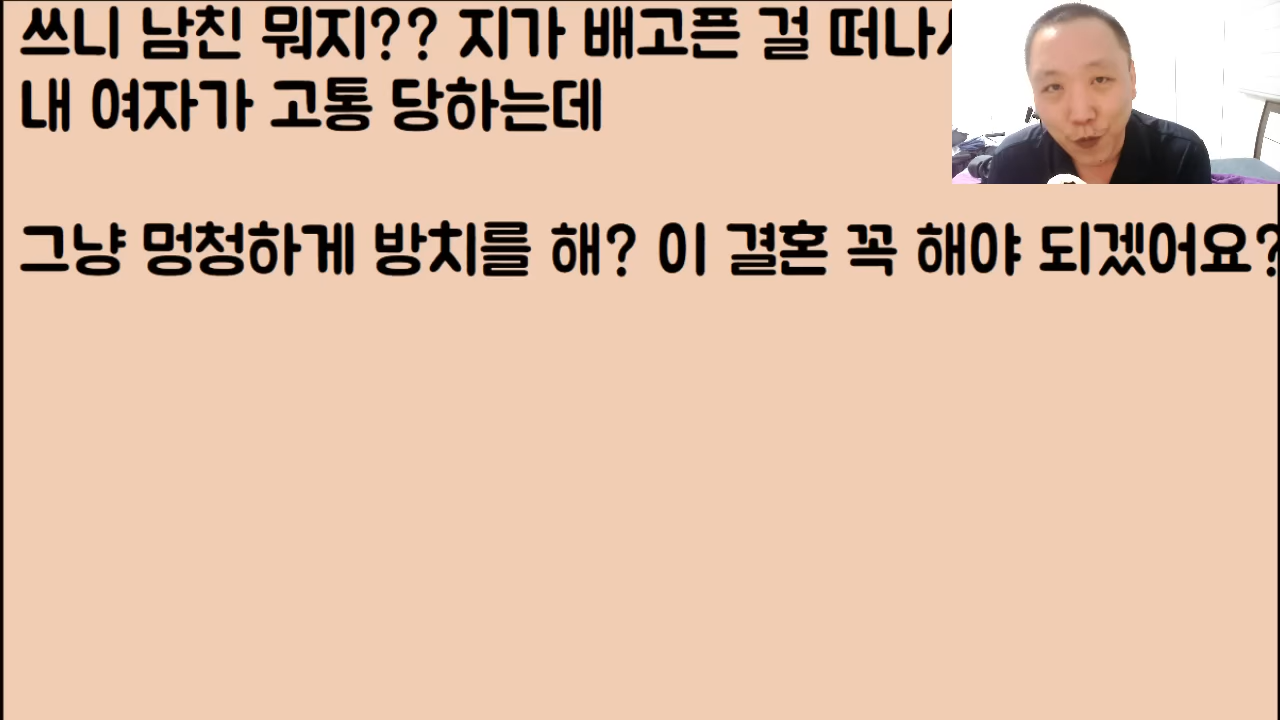 쓰니 남친 뭐지?? 지가 배고픈 걸 떠나
내 여자가 고통 당하는데
그냥 멍청하게 방치를 해? 이 결혼 꼭 해야 되겠어요?